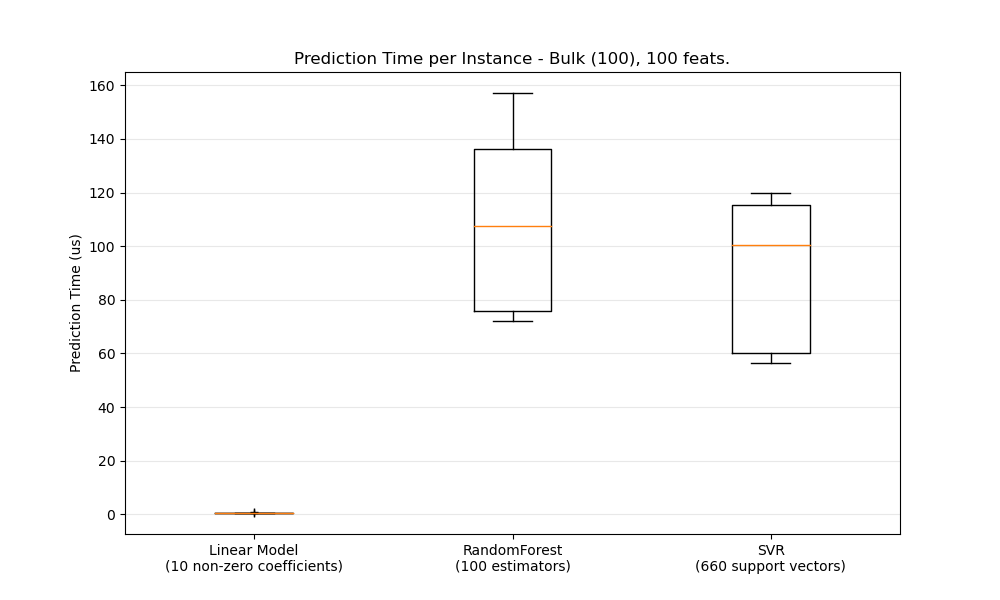 Prediction Time per Instance - Bulk (100), 100 feats.
160
140
120
100
80
60
40
20
0
Prediction Time (us)
Linear Model
(10 non-zero coefficients)
RandomForest
(100 estimators)
SVR
(660 support vectors)